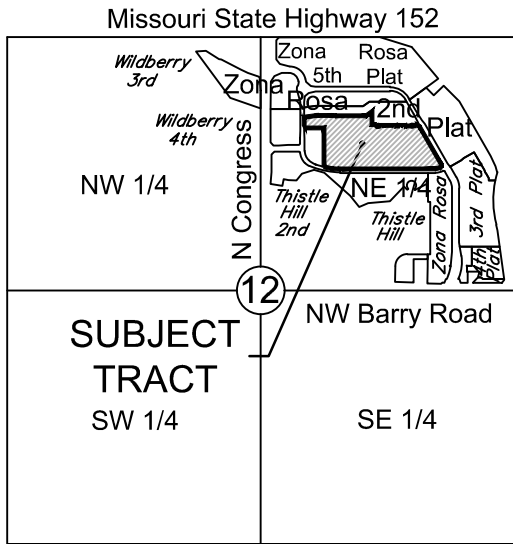 Missouri State Highway 152
Wildberry
3rd
Zona
Rosa
5th
Plat
Zona
Rosa
2nd
Plat
Wildberry
4th
NW 1/4
N Congress
NE 1/4
Thistle
Hill
2nd
Thistle
Hill
Zona Rosa
3rd Plat
4th
Plat
12
NW Barry Road
SUBJECT
TRACT
SW 1/4
SE 1/4